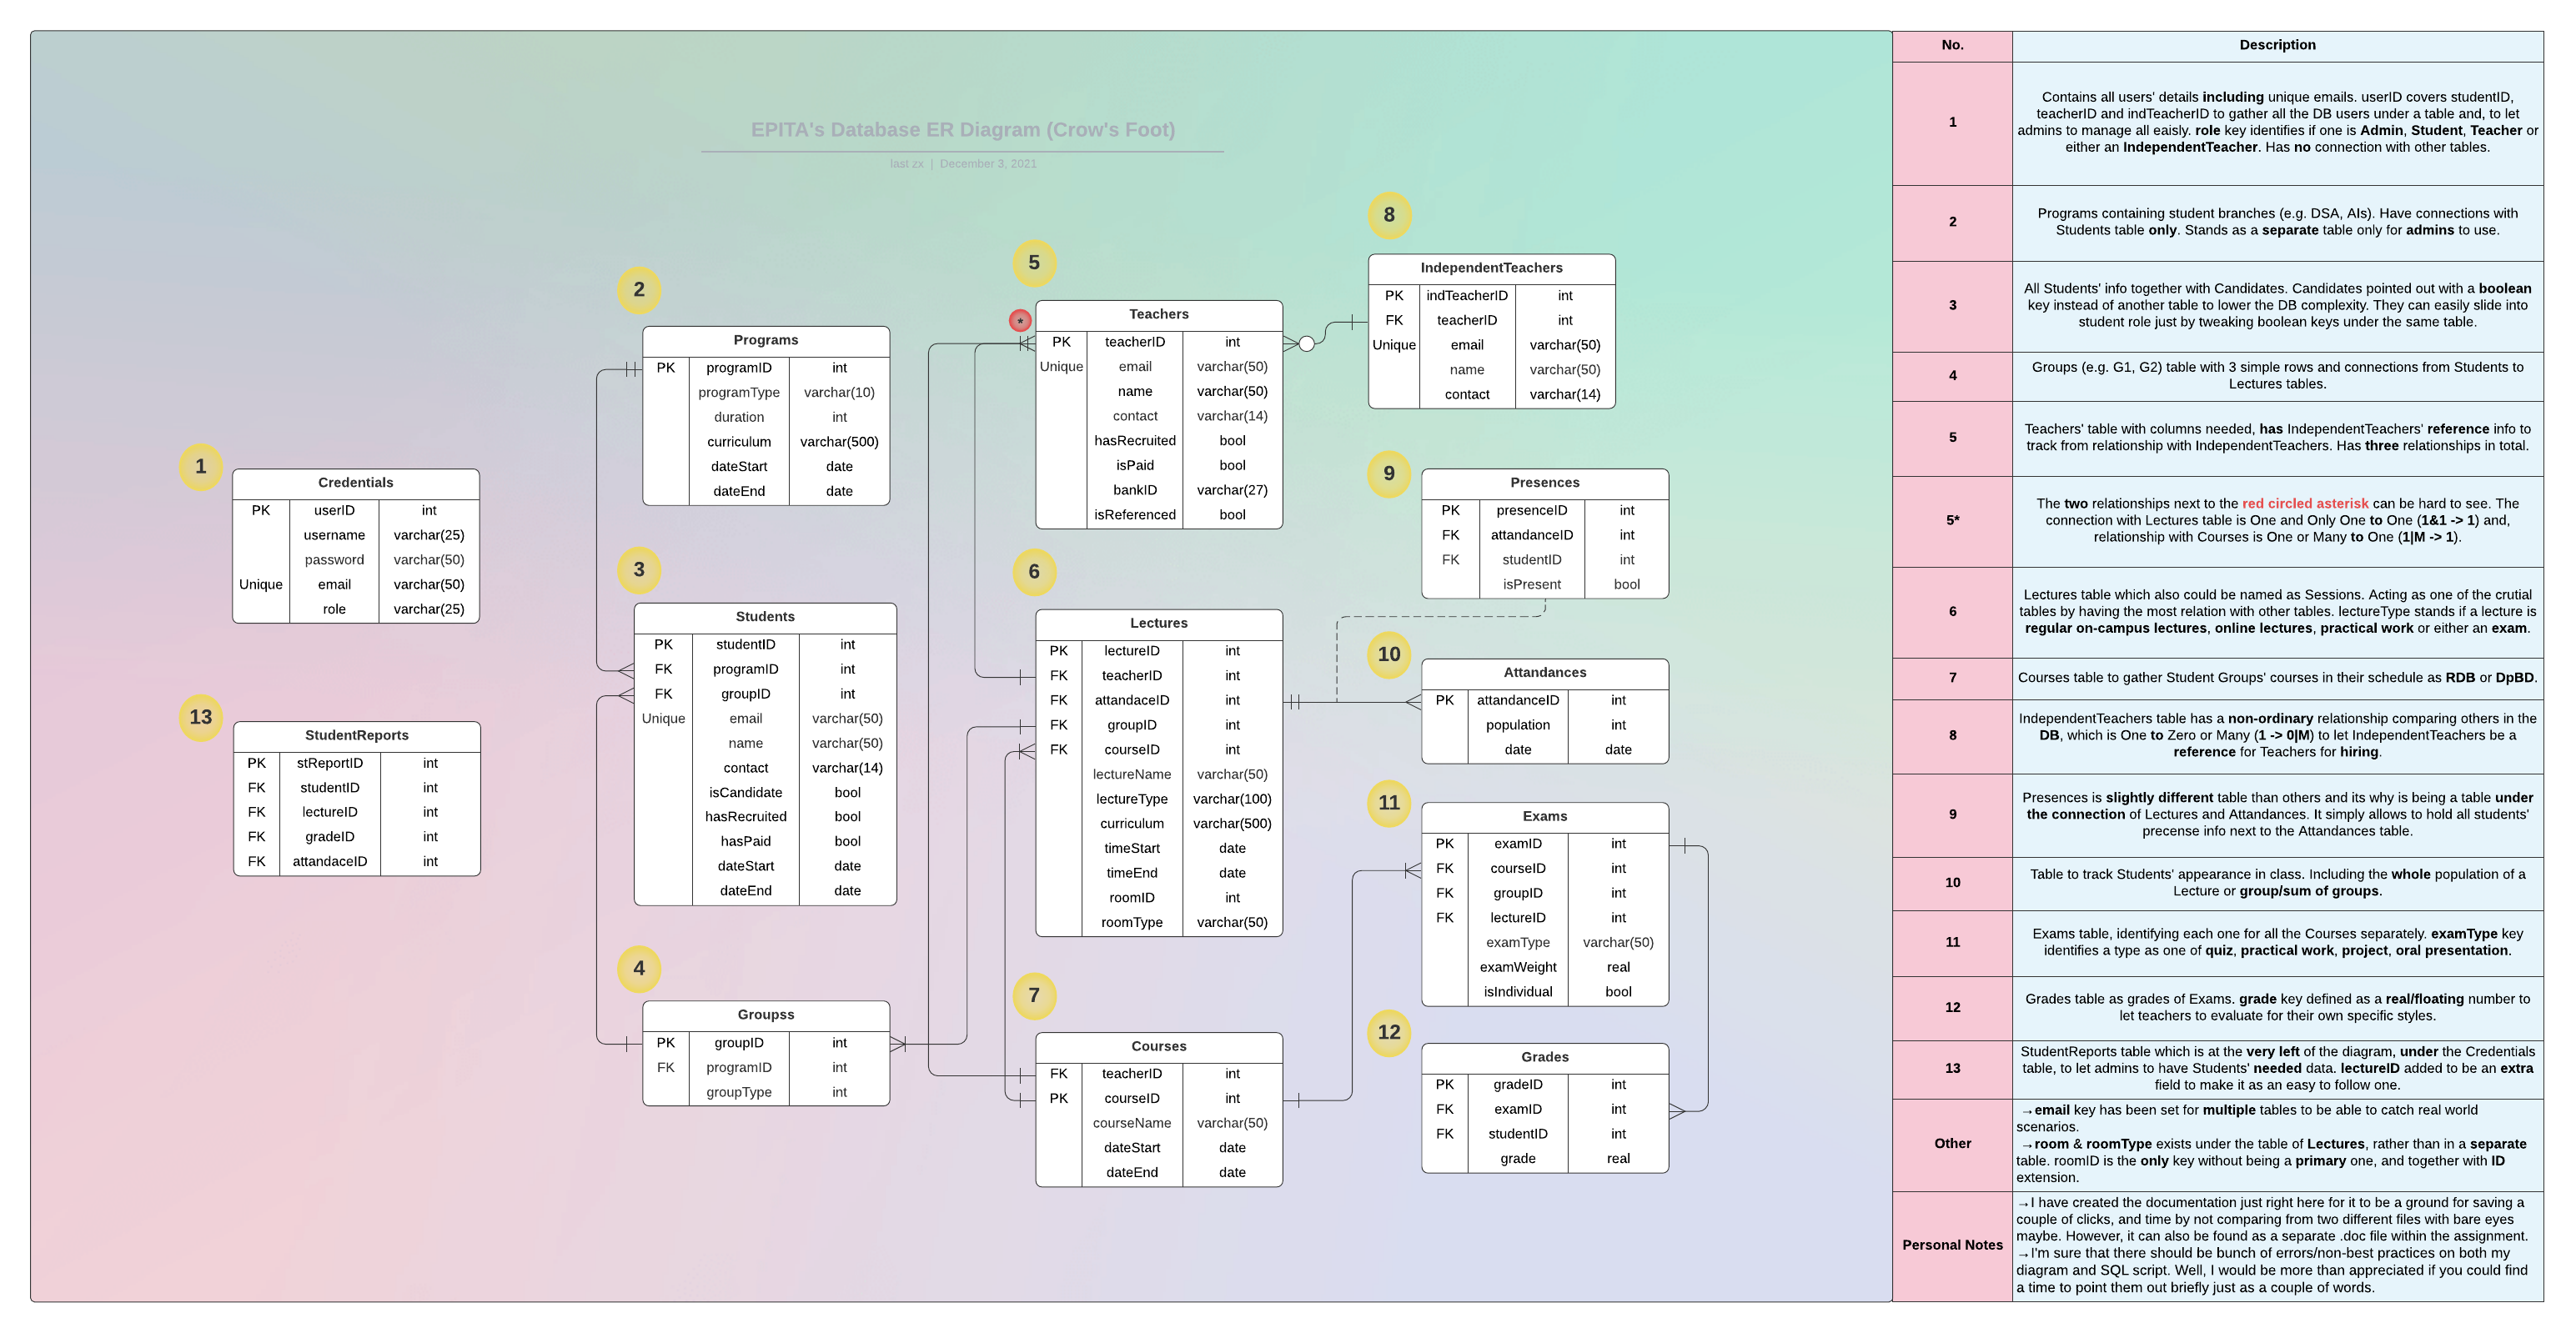 EPITA's Database ER Diagram (Crow's Foot)
last zx | December 3, 2021
1
Credentials
PK userID int
username varchar(25)
password varchar(50)
Unique email varchar(50)
role varchar(25)
13
StudentReports
PK stReportID int
FK studentID int
FK lectureID int
FK gradeID int
FK attandaceID int
2
Programs
PK programID int
programType varchar(10)
duration int
curriculum varchar(500)
dateStart date
dateEnd date
3
Students
PK studentID int
FK programID int
FK groupID int
Unique email varchar(50)
name varchar(50)
contact varchar(14)
isCandidate bool
hasRecruited bool
hasPaid bool
dateStart date
dateEnd date
4
Groupss
PK groupID int
FK programID int
groupType int
5
*
Teachers
PK teacherID int
Unique email varchar(50)
name varchar(50)
contact varchar(14)
hasRecruited bool
isPaid bool
bankID varchar(27)
isReferenced bool
6
Lectures
PK lectureID int
FK teacherID int
FK attandaceID int
FK groupID int
FK courseID int
lectureName varchar(50)
lectureType varchar(100)
curriculum varchar(500)
timeStart date
timeEnd date
roomID int
roomType varchar(50)
7
Courses
FK teacherID int
PK courseID int
courseName varchar(50)
dateStart date
dateEnd date
8
IndependentTeachers
PK indTeacherID int
FK teacherID int
Unique email varchar(50)
name varchar(50)
contact varchar(14)
9
Presences
PK presenceID int
FK attandanceID int
FK studentID int
isPresent bool
10
Attandances
PK attandanceID int
population int
date date
11
Exams
PK examID int
FK courseID int
FK groupID int
FK lectureID int
examType varchar(50)
examWeight real
isIndividual bool
12
Grades
PK gradeID int
FK examID int
FK studentID int
grade real
No. Description
1
Contains all users' details including unique emails. userID covers studentID,
teacherID and indTeacherID to gather all the DB users under a table and, to let
admins to manage all eaisly. role key identifies if one is Admin, Student, Teacher or
either an IndependentTeacher. Has no connection with other tables.
2
Programs containing student branches (e.g. DSA, AIs). Have connections with
Students table only. Stands as a separate table only for admins to use.
3
All Students' info together with Candidates. Candidates pointed out with a boolean
key instead of another table to lower the DB complexity. They can easily slide into
student role just by tweaking boolean keys under the same table.
4
Groups (e.g. G1, G2) table with 3 simple rows and connections from Students to
Lectures tables.
5
Teachers' table with columns needed, has IndependentTeachers' reference info to
track from relationship with IndependentTeachers. Has three relationships in total.
5*
The two relationships next to the red circled asterisk can be hard to see. The
connection with Lectures table is One and Only One to One (1&1 -> 1) and,
relationship with Courses is One or Many to One (1|M -> 1).
6
Lectures table which also could be named as Sessions. Acting as one of the crutial
tables by having the most relation with other tables. lectureType stands if a lecture is
regular on-campus lectures, online lectures, practical work or either an exam.
7
Courses table to gather Student Groups' courses in their schedule as RDB or DpBD.
8
IndependentTeachers table has a non-ordinary relationship comparing others in the
DB, which is One to Zero or Many (1 -> 0|M) to let IndependentTeachers be a
reference for Teachers for hiring.
9
Presences is slightly different table than others and its why is being a table under
the connection of Lectures and Attandances. It simply allows to hold all students'
precense info next to the Attandances table.
10
Table to track Students' appearance in class. Including the whole population of a
Lecture or group/sum of groups.
11
Exams table, identifying each one for all the Courses separately. examType key
identifies a type as one of quiz, practical work, project, oral presentation.
12
Grades table as grades of Exams. grade key defined as a real/floating number to
let teachers to evaluate for their own specific styles.
13
StudentReports table which is at the very left of the diagram, under the Credentials
table, to let admins to have Students' needed data. lectureID added to be an extra
field to make it as an easy to follow one.
Other
→email key has been set for multiple tables to be able to catch real world
scenarios.
→room & roomType exists under the table of Lectures, rather than in a separate
table. roomID is the only key without being a primary one, and together with ID
extension.
Personal Notes
→I have created the documentation just right here for it to be a ground for saving a
couple of clicks, and time by not comparing from two different files with bare eyes
maybe. However, it can also be found as a separate .doc file within the assignment.
→I'm sure that there should be bunch of errors/non-best practices on both my
diagram and SQL script. Well, I would be more than appreciated if you could find
a time to point them out briefly just as a couple of words.